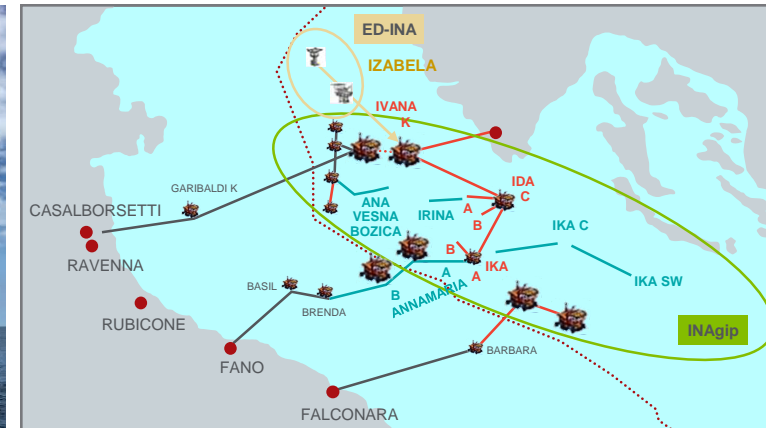 ED-INA
IZABELA
IVANA
K
GARIBALDI K
CASALBORSETTI
RAVENNA
RUBICONE
FANO
FALCONARA
BASIL
BRENDA
B
ANNAMARIA
A
ANA
VESNA
BOZICA
IRINA
A
B
IDA
C
B
A
IKA
IKA C
IKA SW
BARBARA
INAgip